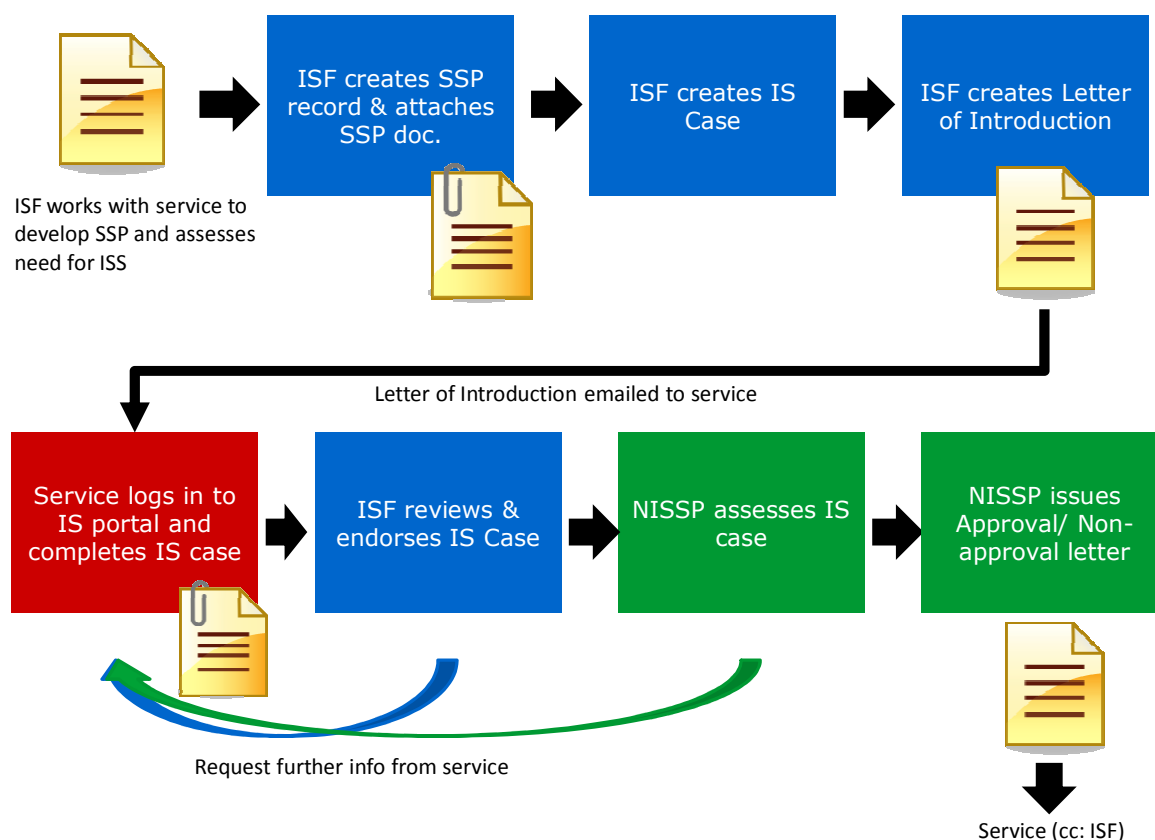 ISF creates SSP
record & attaches
SSP doc.
ISF creates IS
Case
ISF creates Letter
of Introduction
ISF works with service to
develop SSP and assesses
need for ISS
Letter of Introduction emailed to service
Service logs in to
IS portal and
completes IS case
ISF reviews &
endorses IS Case
NISSP assesses IS
case
NISSP issues
Approval/ Non-
approval letter
Request further info from service
Service (cc: ISF)